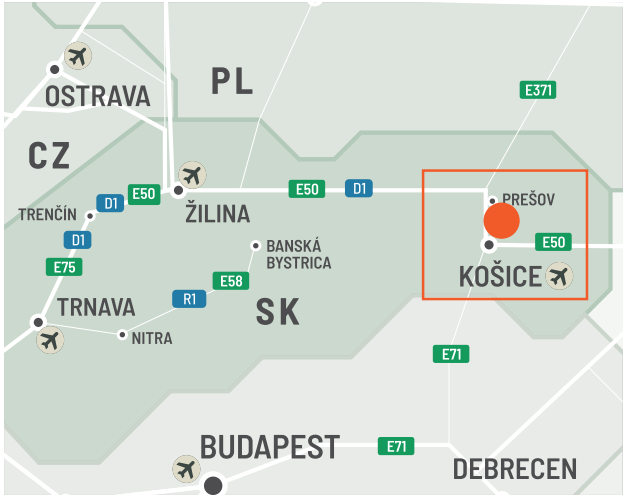 PL
E371
OSTRAVA
CZ
E50
D1
E50
D1
TRENČÍN
ŽILINA
PREŠOV
D1
BANSKÁ
BYSTRICA
E50
E75
E58
KOŠICE
R1
TRNAVA
SK
NITRA
E71
BUDAPEST
E71
DEBRECEN